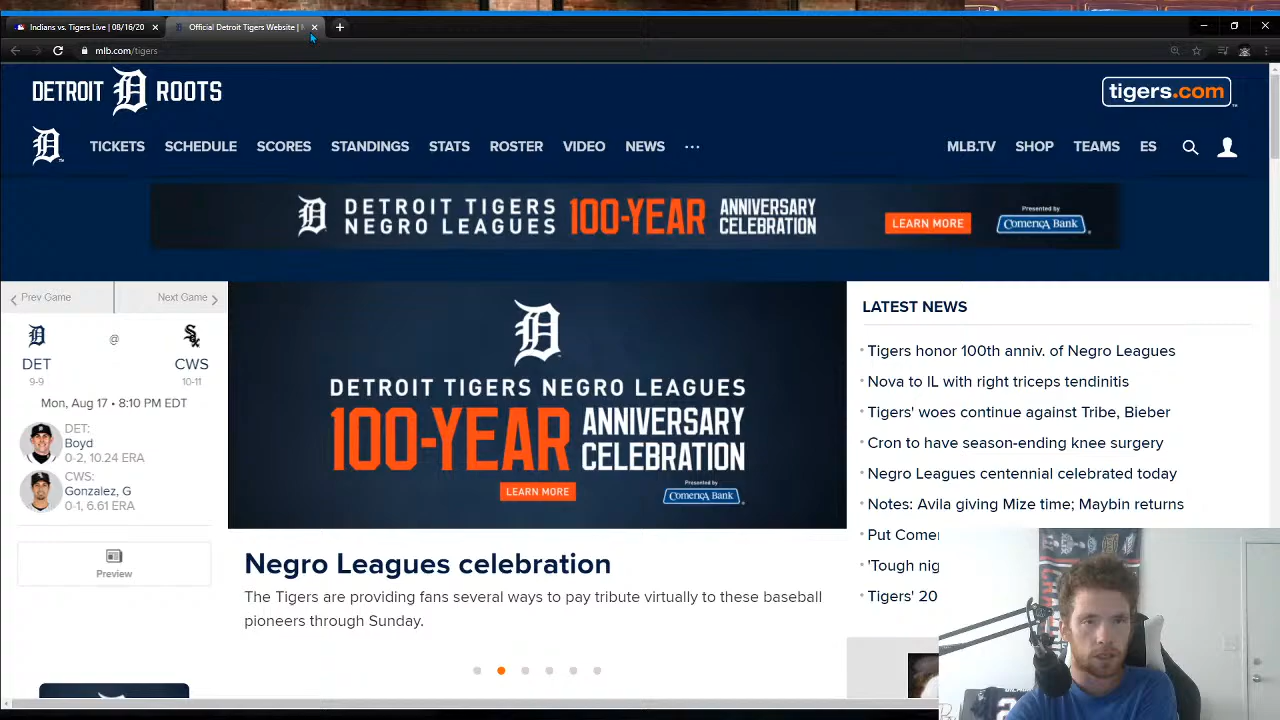 Indians vs. Tigers Live | 08/16/20
Official Detroit Tigers Website |
mlb.com/tigers
DETROIT D ROOTS
tigers.com
TICKETS SCHEDULE SCORES STANDINGS STATS ROSTER VIDEO NEWS ...
MLB.TV SHOP TEAMS ES
DETROIT TIGERS
NEGRO LEAGUES
100-YEAR
ANNIVERSARY
CELEBRATION
LEARN MORE
Presented by
Comerica Bank
Prev Game
Next Game
DET @ CWS
9-9 10-11
Mon, Aug 17 • 8:10 PM EDT
DET:
Boyd
0-2, 10.24 ERA
CWS:
Gonzalez, G
0-1, 6.61 ERA
Preview
DETROIT TIGERS NEGRO LEAGUES
100-YEAR
ANNIVERSARY
CELEBRATION
LEARN MORE
Presented by
Comerica Bank
Negro Leagues celebration
The Tigers are providing fans several ways to pay tribute virtually to these baseball
pioneers through Sunday.
LATEST NEWS
Tigers honor 100th anniv. of Negro Leagues
Nova to IL with right triceps tendinitis
Tigers' woes continue against Tribe, Bieber
Cron to have season-ending knee surgery
Negro Leagues centennial celebrated today
Notes: Avila giving Mize time; Maybin returns
Put Comer
'Tough nig
Tigers' 20